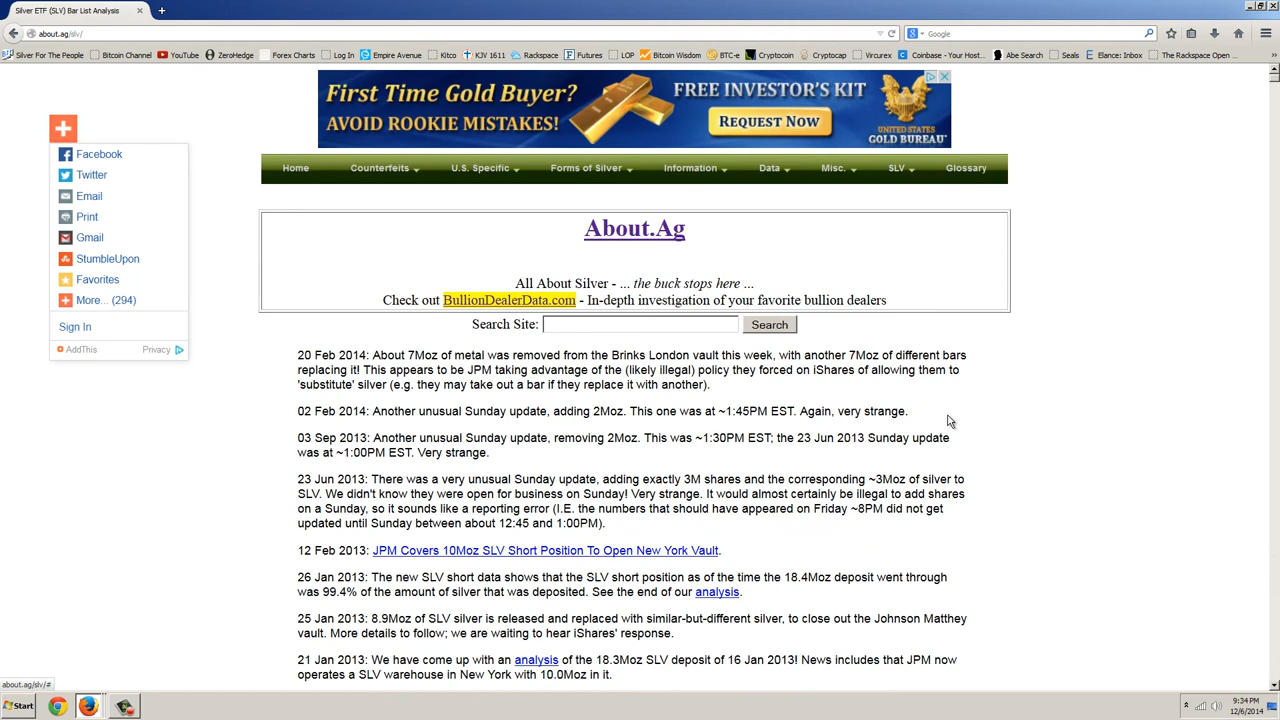 Silver ETF (SLV) Bar List Analysis
about.ag/slv/
Google
Silver For The People
Bitcoin Channel
YouTube
ZeroHedge
Forex Charts
Log In
Empire Avenue
Kitco
KJV 1611
Rackspace
Futures
LOP
Bitcoin Wisdom
BTC-e
Cryptocoin
Cryptocap
Vircurex
Coinbase - Your Host...
Abe Search
Seals
Elance: Inbox
The Rackspace Open ...
First Time Gold Buyer?
AVOID ROOKIE MISTAKES!
FREE INVESTOR'S KIT
Request Now
UNITED STATES
GOLD BUREAU
Facebook
Twitter
Email
Print
Gmail
StumbleUpon
Favorites
More... (294)
Sign In
AddThis
Privacy
Home
Counterfeits
U.S. Specific
Forms of Silver
Information
Data
Misc.
SLV
Glossary
About.Ag
All About Silver - ... the buck stops here ...
Check out BullionDealerData.com - In-depth investigation of your favorite bullion dealers
Search Site:
Search
20 Feb 2014: About 7Moz of metal was removed from the Brinks London vault this week, with another 7Moz of different bars
replacing it! This appears to be JPM taking advantage of the (likely illegal) policy they forced on iShares of allowing them to
'substitute' silver (e.g. they may take out a bar if they replace it with another).
02 Feb 2014: Another unusual Sunday update, adding 2Moz. This one was at ~1:45PM EST. Again, very strange.
03 Sep 2013: Another unusual Sunday update, removing 2Moz. This was ~1:30PM EST; the 23 Jun 2013 Sunday update
was at ~1:00PM EST. Very strange.
23 Jun 2013: There was a very unusual Sunday update, adding exactly 3M shares and the corresponding ~3Moz of silver to
SLV. We didn't know they were open for business on Sunday! Very strange. It would almost certainly be illegal to add shares
on a Sunday, so it sounds like a reporting error (I.E. the numbers that should have appeared on Friday ~8PM did not get
updated until Sunday between about 12:45 and 1:00PM).
12 Feb 2013: JPM Covers 10Moz SLV Short Position To Open New York Vault.
26 Jan 2013: The new SLV short data shows that the SLV short position as of the time the 18.4Moz deposit went through
was 99.4% of the amount of silver that was deposited. See the end of our analysis.
25 Jan 2013: 8.9Moz of SLV silver is released and replaced with similar-but-different silver, to close out the Johnson Matthey
vault. More details to follow; we are waiting to hear iShares' response.
21 Jan 2013: We have come up with an analysis of the 18.3Moz SLV deposit of 16 Jan 2013! News includes that JPM now
operates a SLV warehouse in New York with 10.0Moz in it.
about.ag/slv/#
Start
9:34 PM
12/6/2014